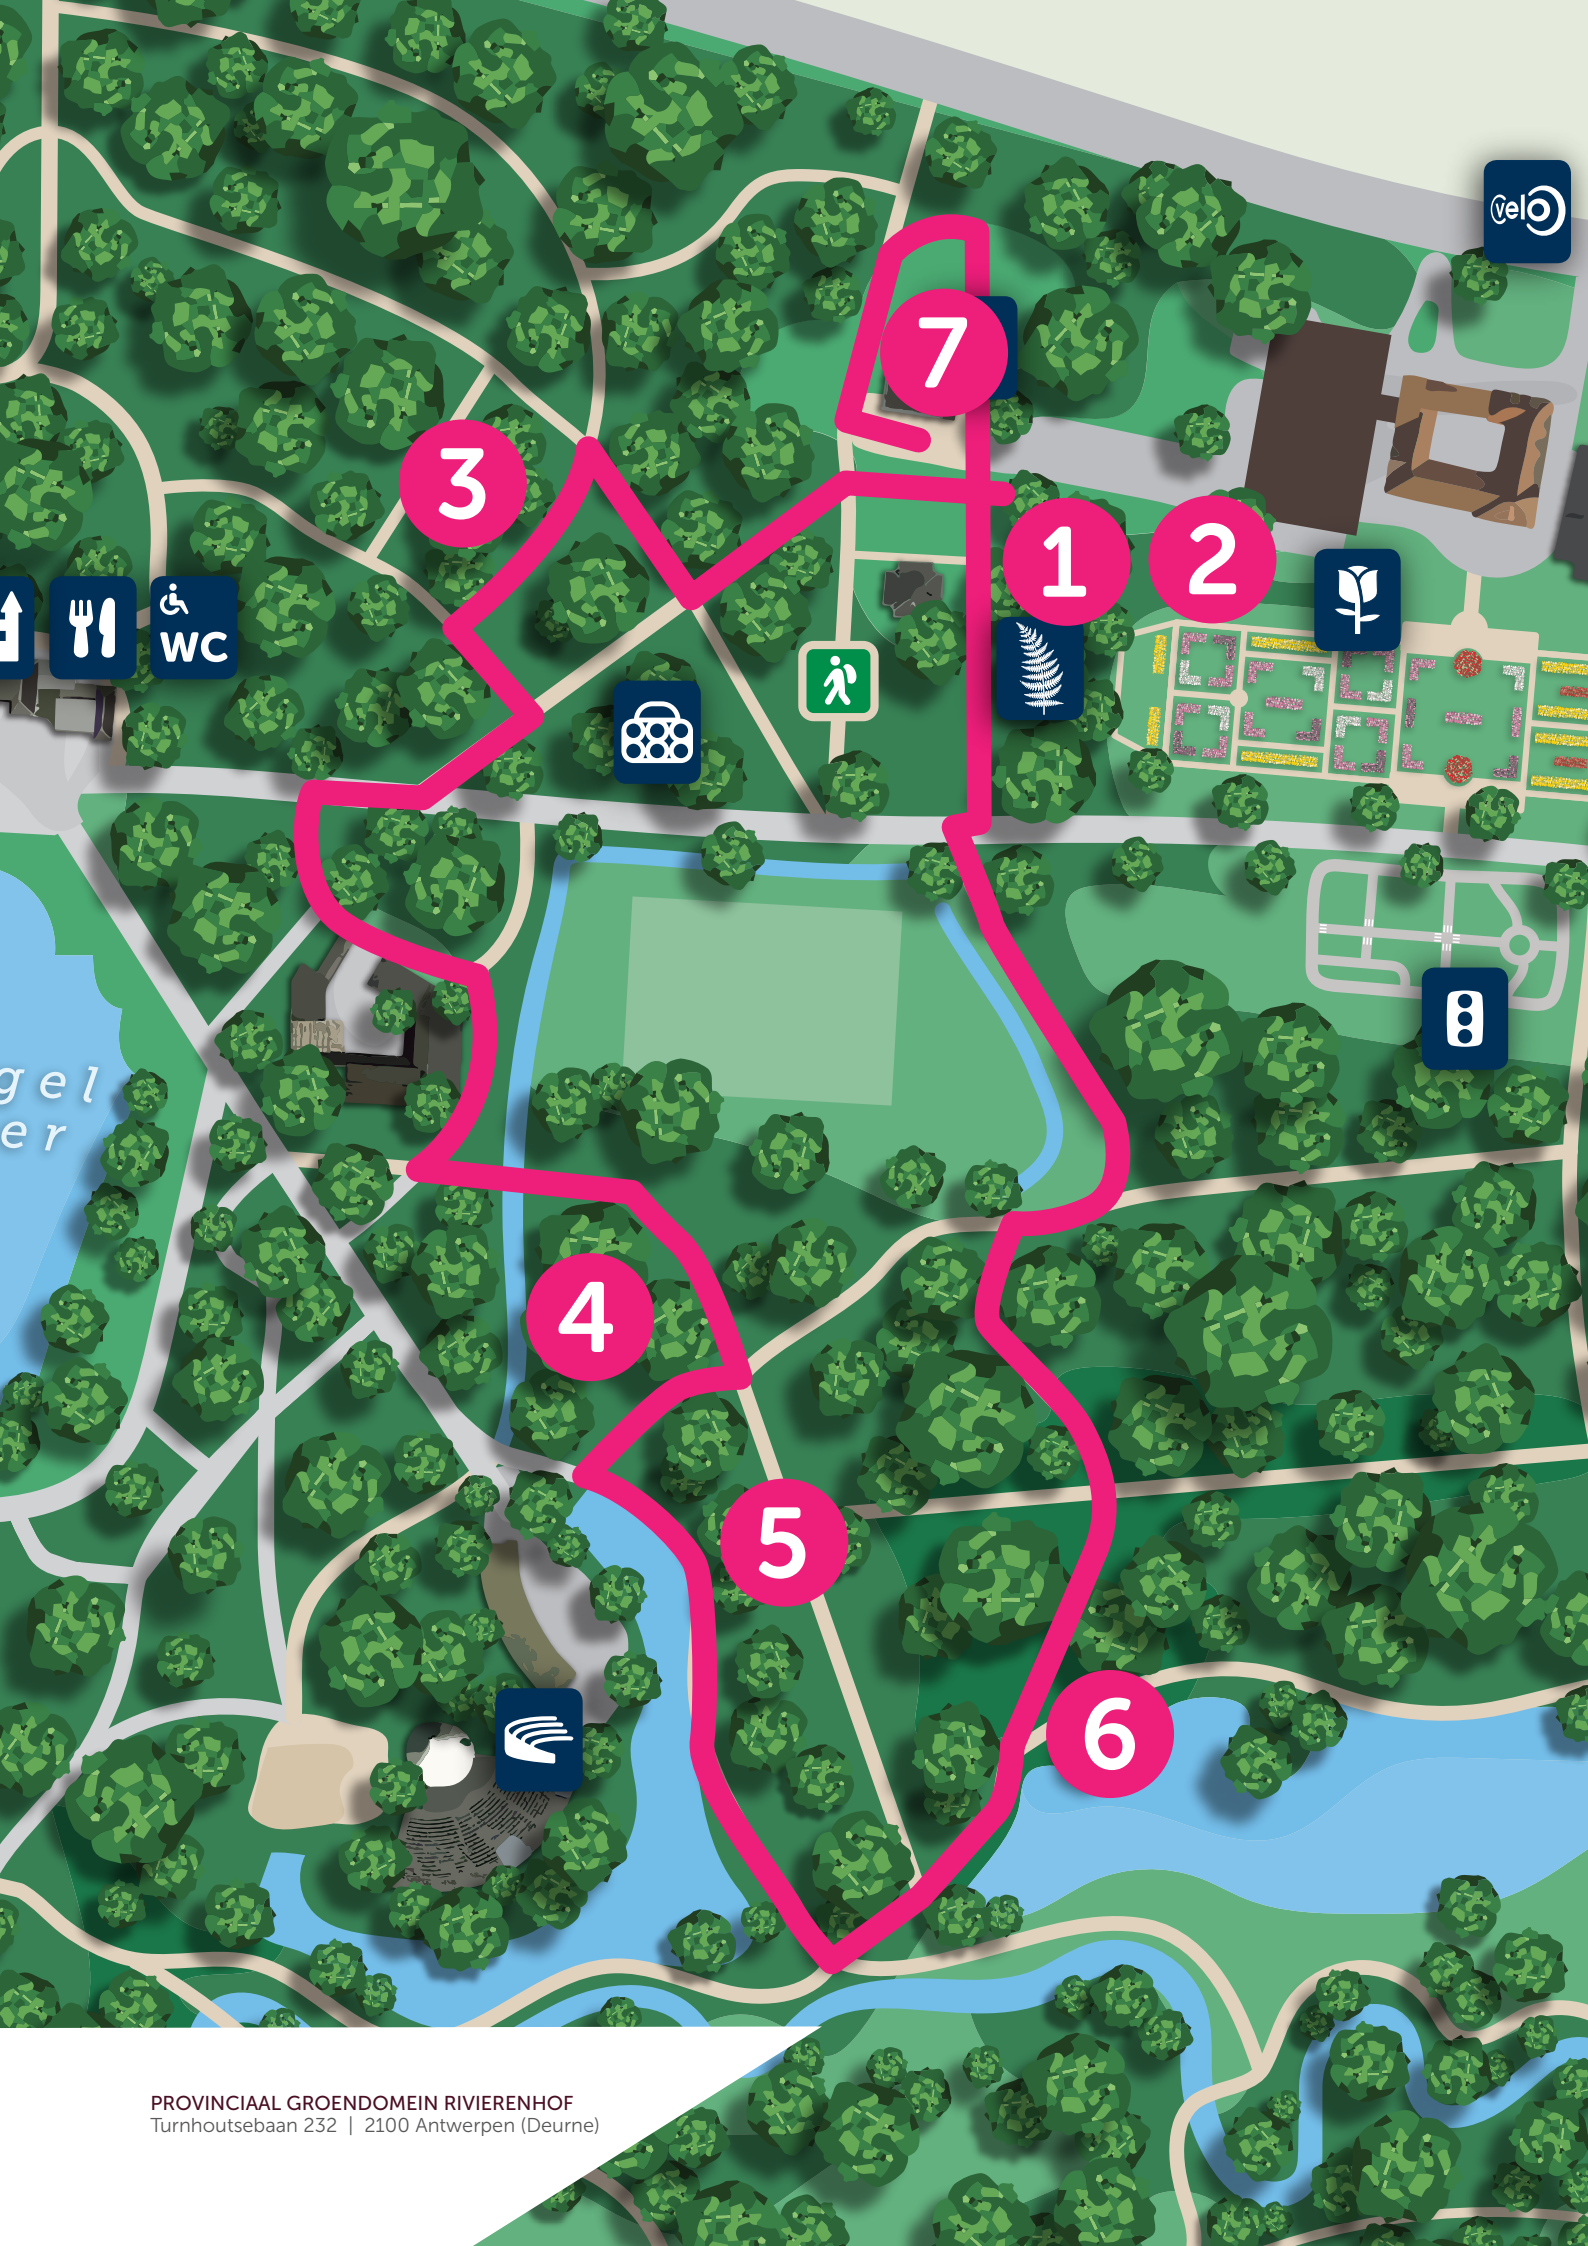 velo
7
3
1
2
WC
gel
er
4
5
6
PROVINCIAAL GROENDOMEIN RIVIERENHOF
Turnhoutsebaan 232 | 2100 Antwerpen (Deurne)